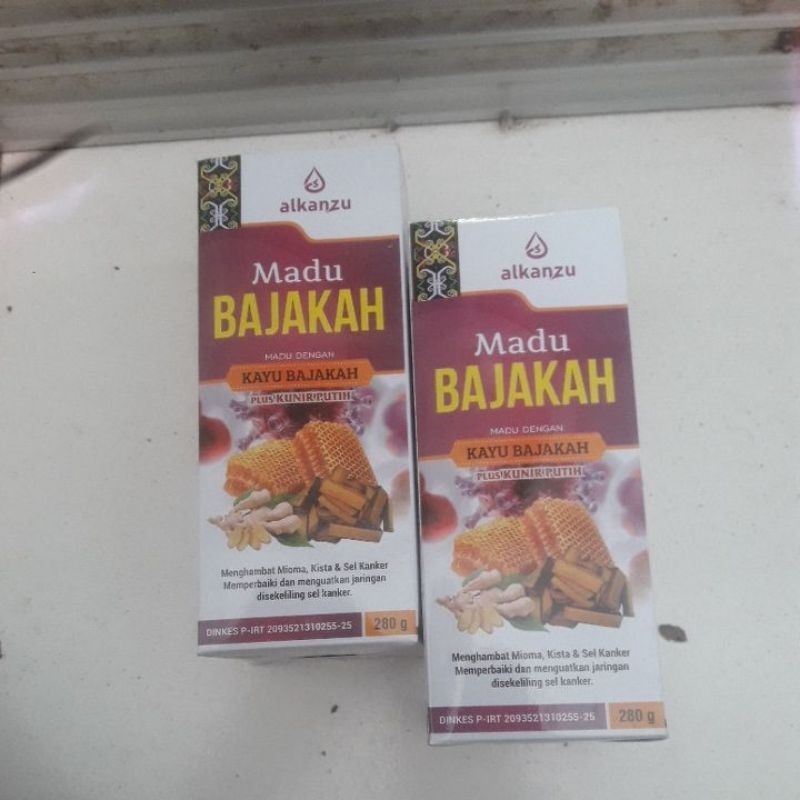 alkanzu
Madu
BAJAKAH
MADU DENGAN
KAYU BAJAKAH
PLUS KUNIR PUTIH
Menghambat Mioma, Kista & Sel Kanker
Memperbaiki dan menguatkan jaringan
disekeliling sel kanker.
DINKES P-IRT 2093521310255-25 280 g
alkanzu
Madu
BAJAKAH
MADU DENGAN
KAYU BAJAKAH
PLUS KUNIR PUTIH
Menghambat Mioma, Kista & Sel Kanker
Memperbaiki dan menguatkan jaringan
disekeliling sel kanker.
DINKES P-IRT 2093521310255-25 280 g